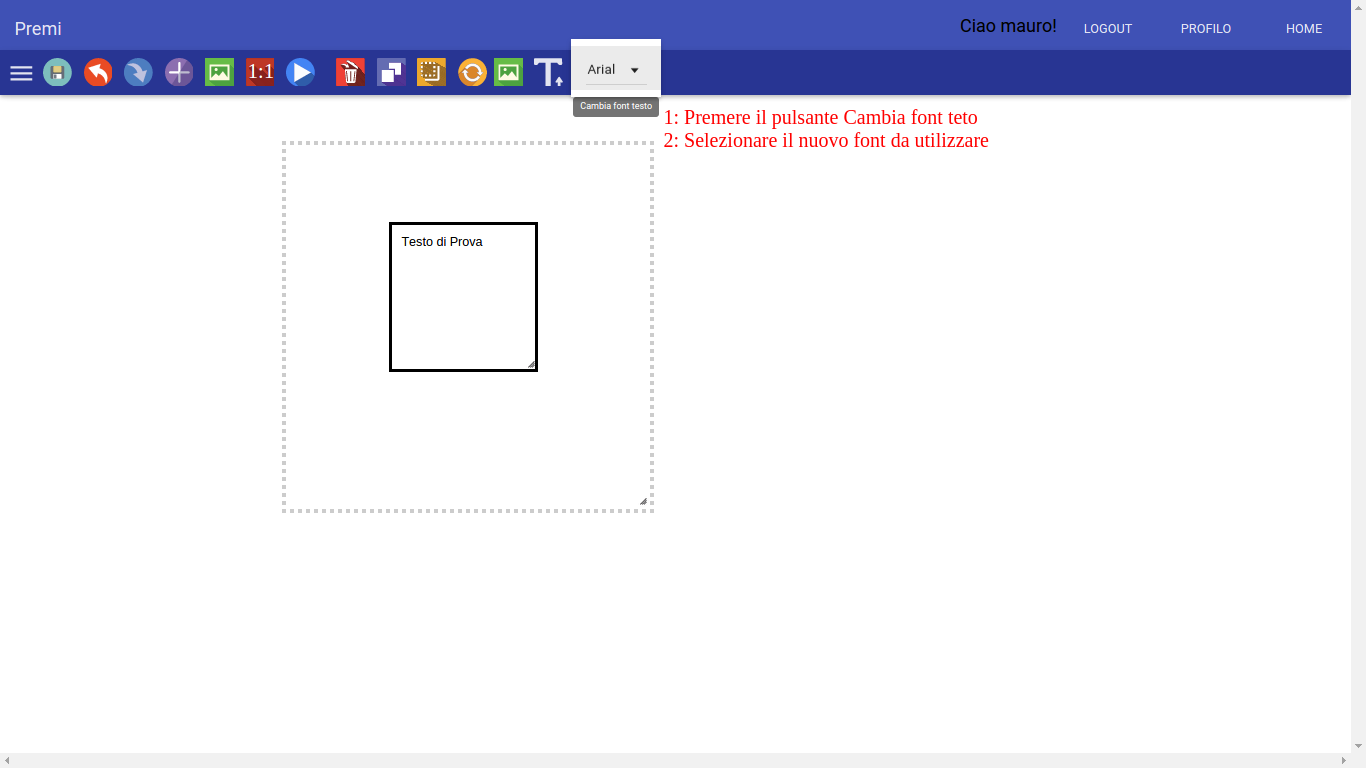 Premi
Ciao mauro!
LOGOUT
PROFILO
HOME
1:1
T
Arial
Cambia font testo
1: Premere il pulsante Cambia font teto
2: Selezionare il nuovo font da utilizzare
Testo di Prova